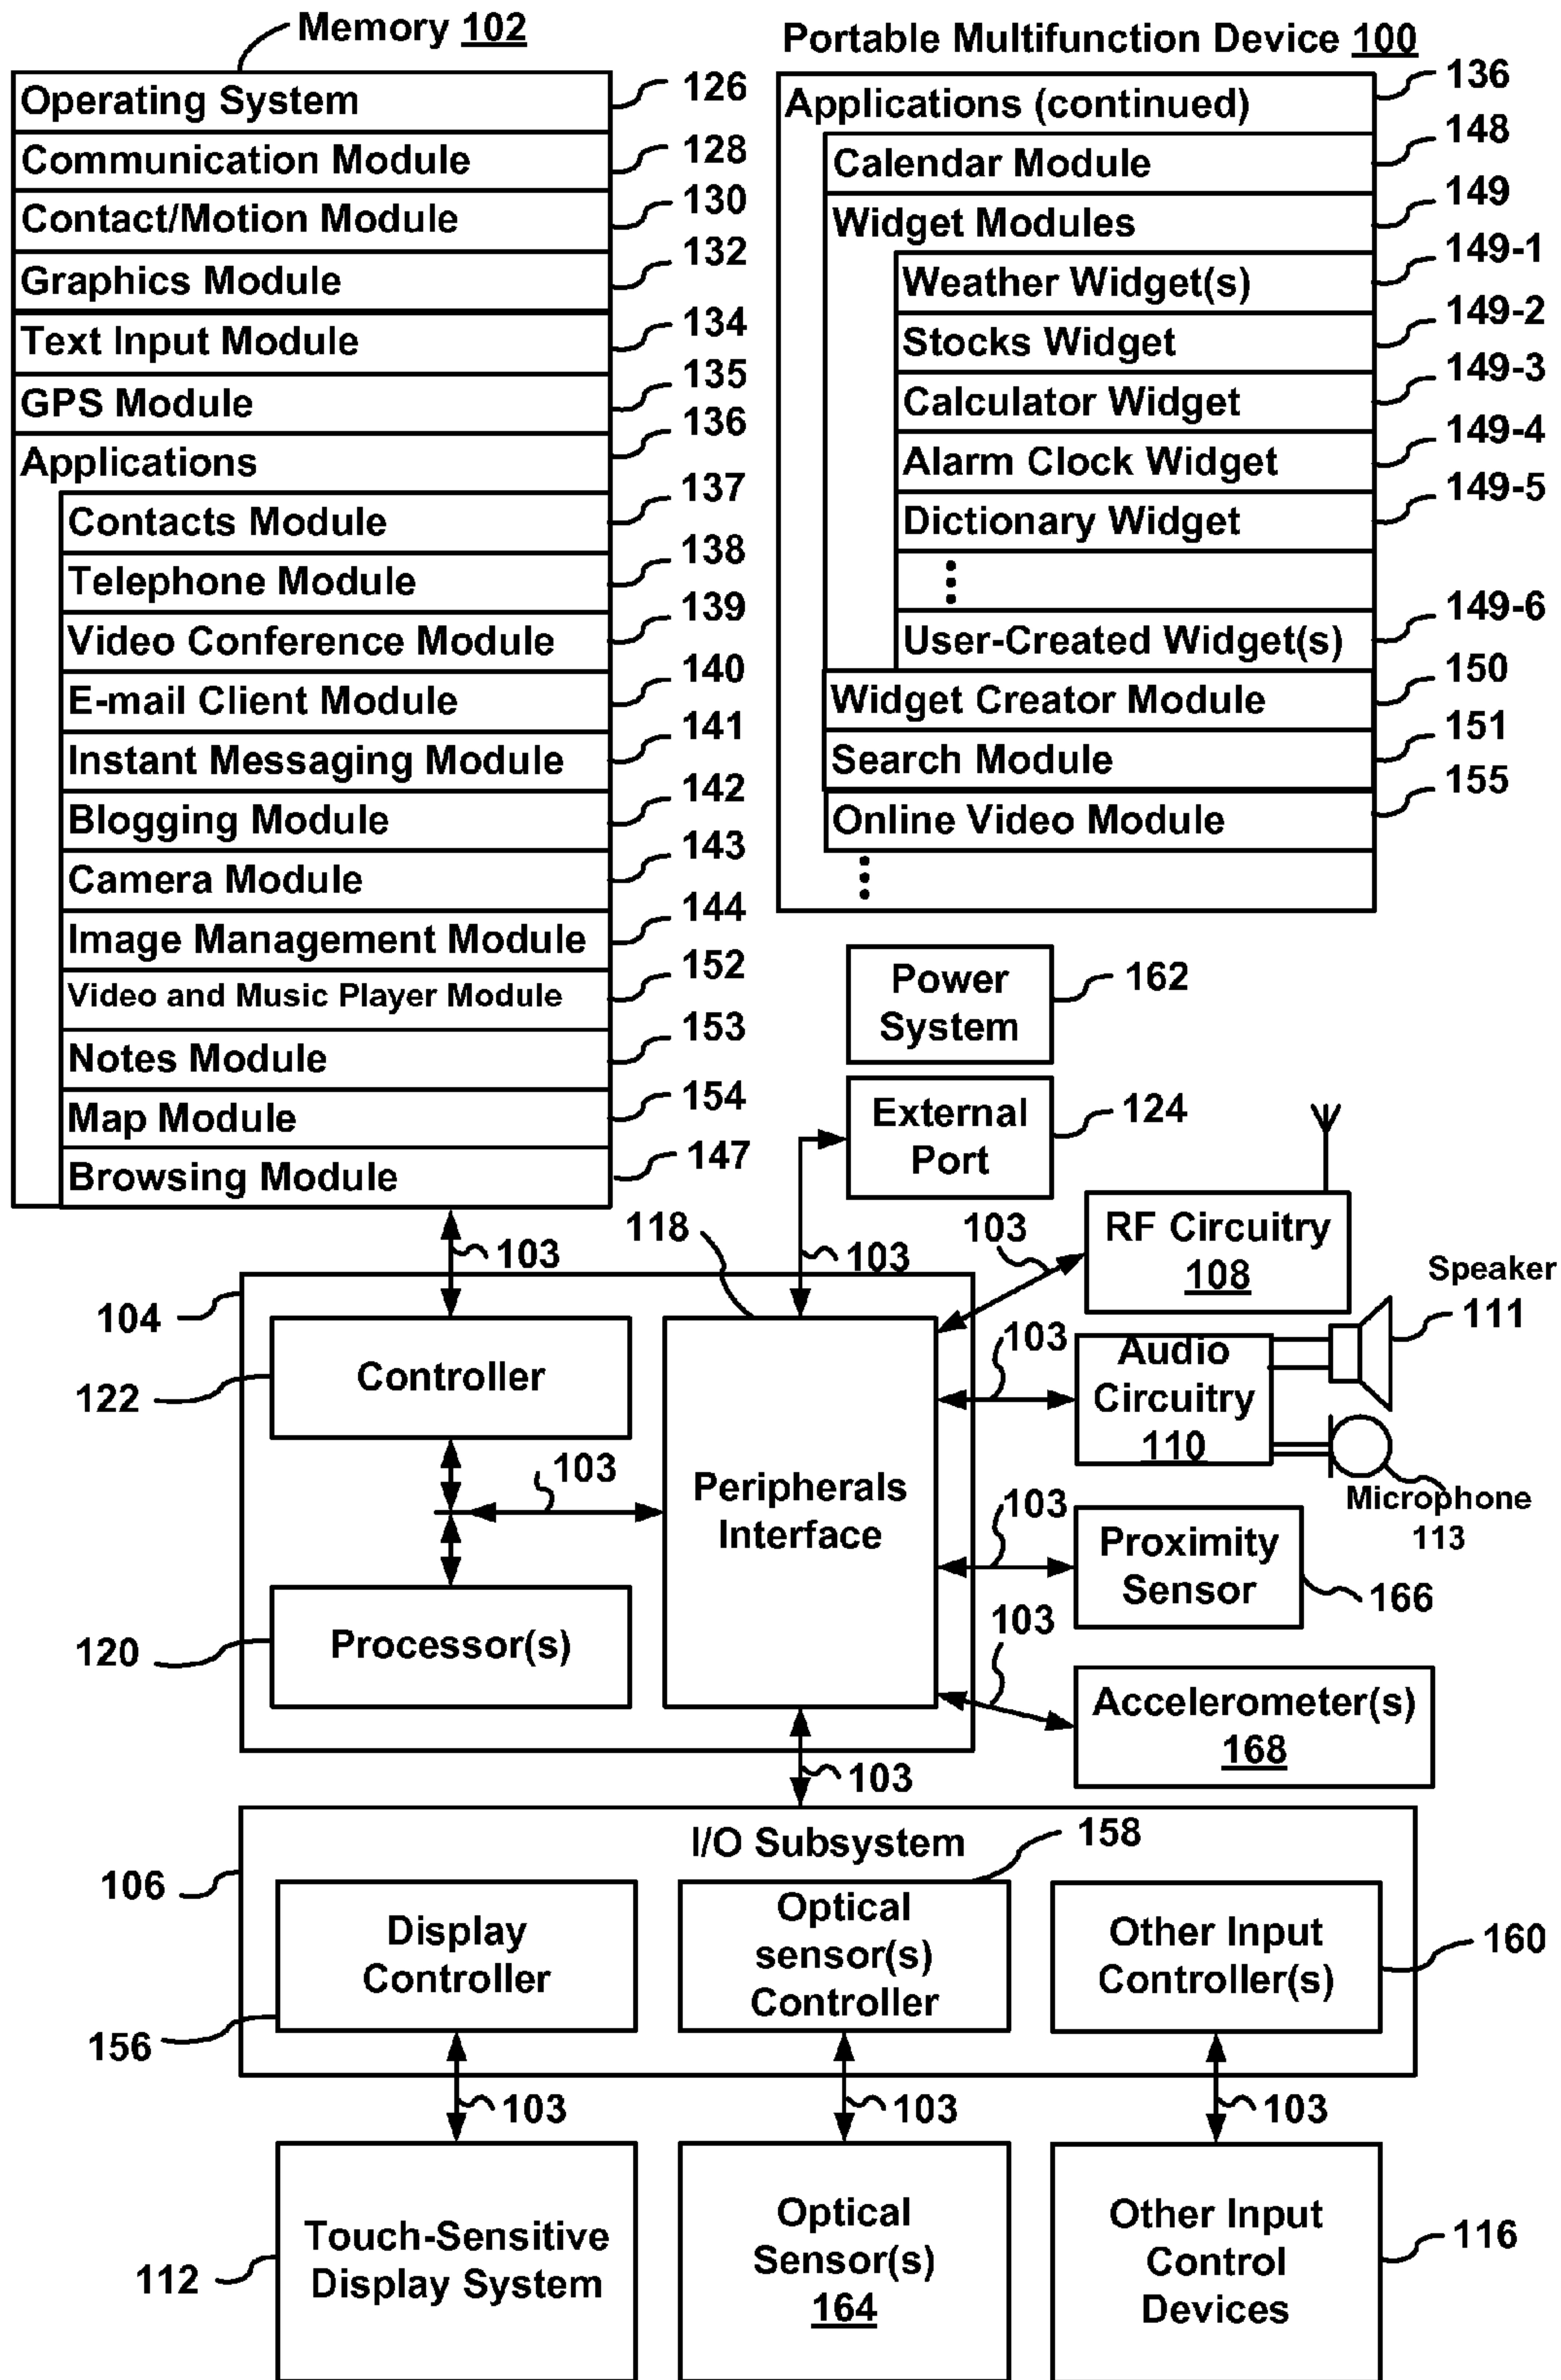 Memory 102
Operating System 126
Communication Module 128
Contact/Motion Module 130
Graphics Module 132
Text Input Module 134
GPS Module 135
Applications 136
Contacts Module 137
Telephone Module 138
Video Conference Module 139
E-mail Client Module 140
Instant Messaging Module 141
Blogging Module 142
Camera Module 143
Image Management Module 144
Video and Music Player Module 152
Notes Module 153
Map Module 154
Browsing Module 147
Portable Multifunction Device 100
Applications (continued) 136
Calendar Module 148
Widget Modules 149
Weather Widget(s) 149-1
Stocks Widget 149-2
Calculator Widget 149-3
Alarm Clock Widget 149-4
Dictionary Widget 149-5
User-Created Widget(s) 149-6
Widget Creator Module 150
Search Module 151
Online Video Module 155
Power
System
162
External
Port
124
103
118
103
103
RF Circuitry
108
Speaker
111
104
Controller
122
103
Audio
Circuitry
110
Microphone
113
103
Peripherals
Interface
103
Proximity
Sensor
166
Processor(s)
120
103
Accelerometer(s)
168
103
I/O Subsystem
106
158
Display
Controller
156
Optical
sensor(s)
Controller
Other Input
Controller(s)
160
103
103
103
Touch-Sensitive
Display System
112
Optical
Sensor(s)
164
Other Input
Control
Devices
116